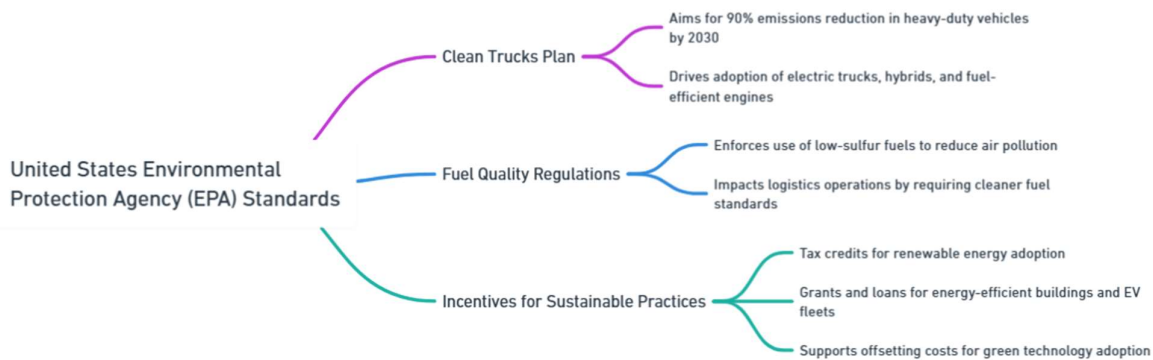 United States Environmental
Protection Agency (EPA) Standards
Clean Trucks Plan
Aims for 90% emissions reduction in heavy-duty vehicles
by 2030
Drives adoption of electric trucks, hybrids, and fuel-
efficient engines
Fuel Quality Regulations
Enforces use of low-sulfur fuels to reduce air pollution
Impacts logistics operations by requiring cleaner fuel
standards
Incentives for Sustainable Practices
Tax credits for renewable energy adoption
Grants and loans for energy-efficient buildings and EV
fleets
Supports offsetting costs for green technology adoption